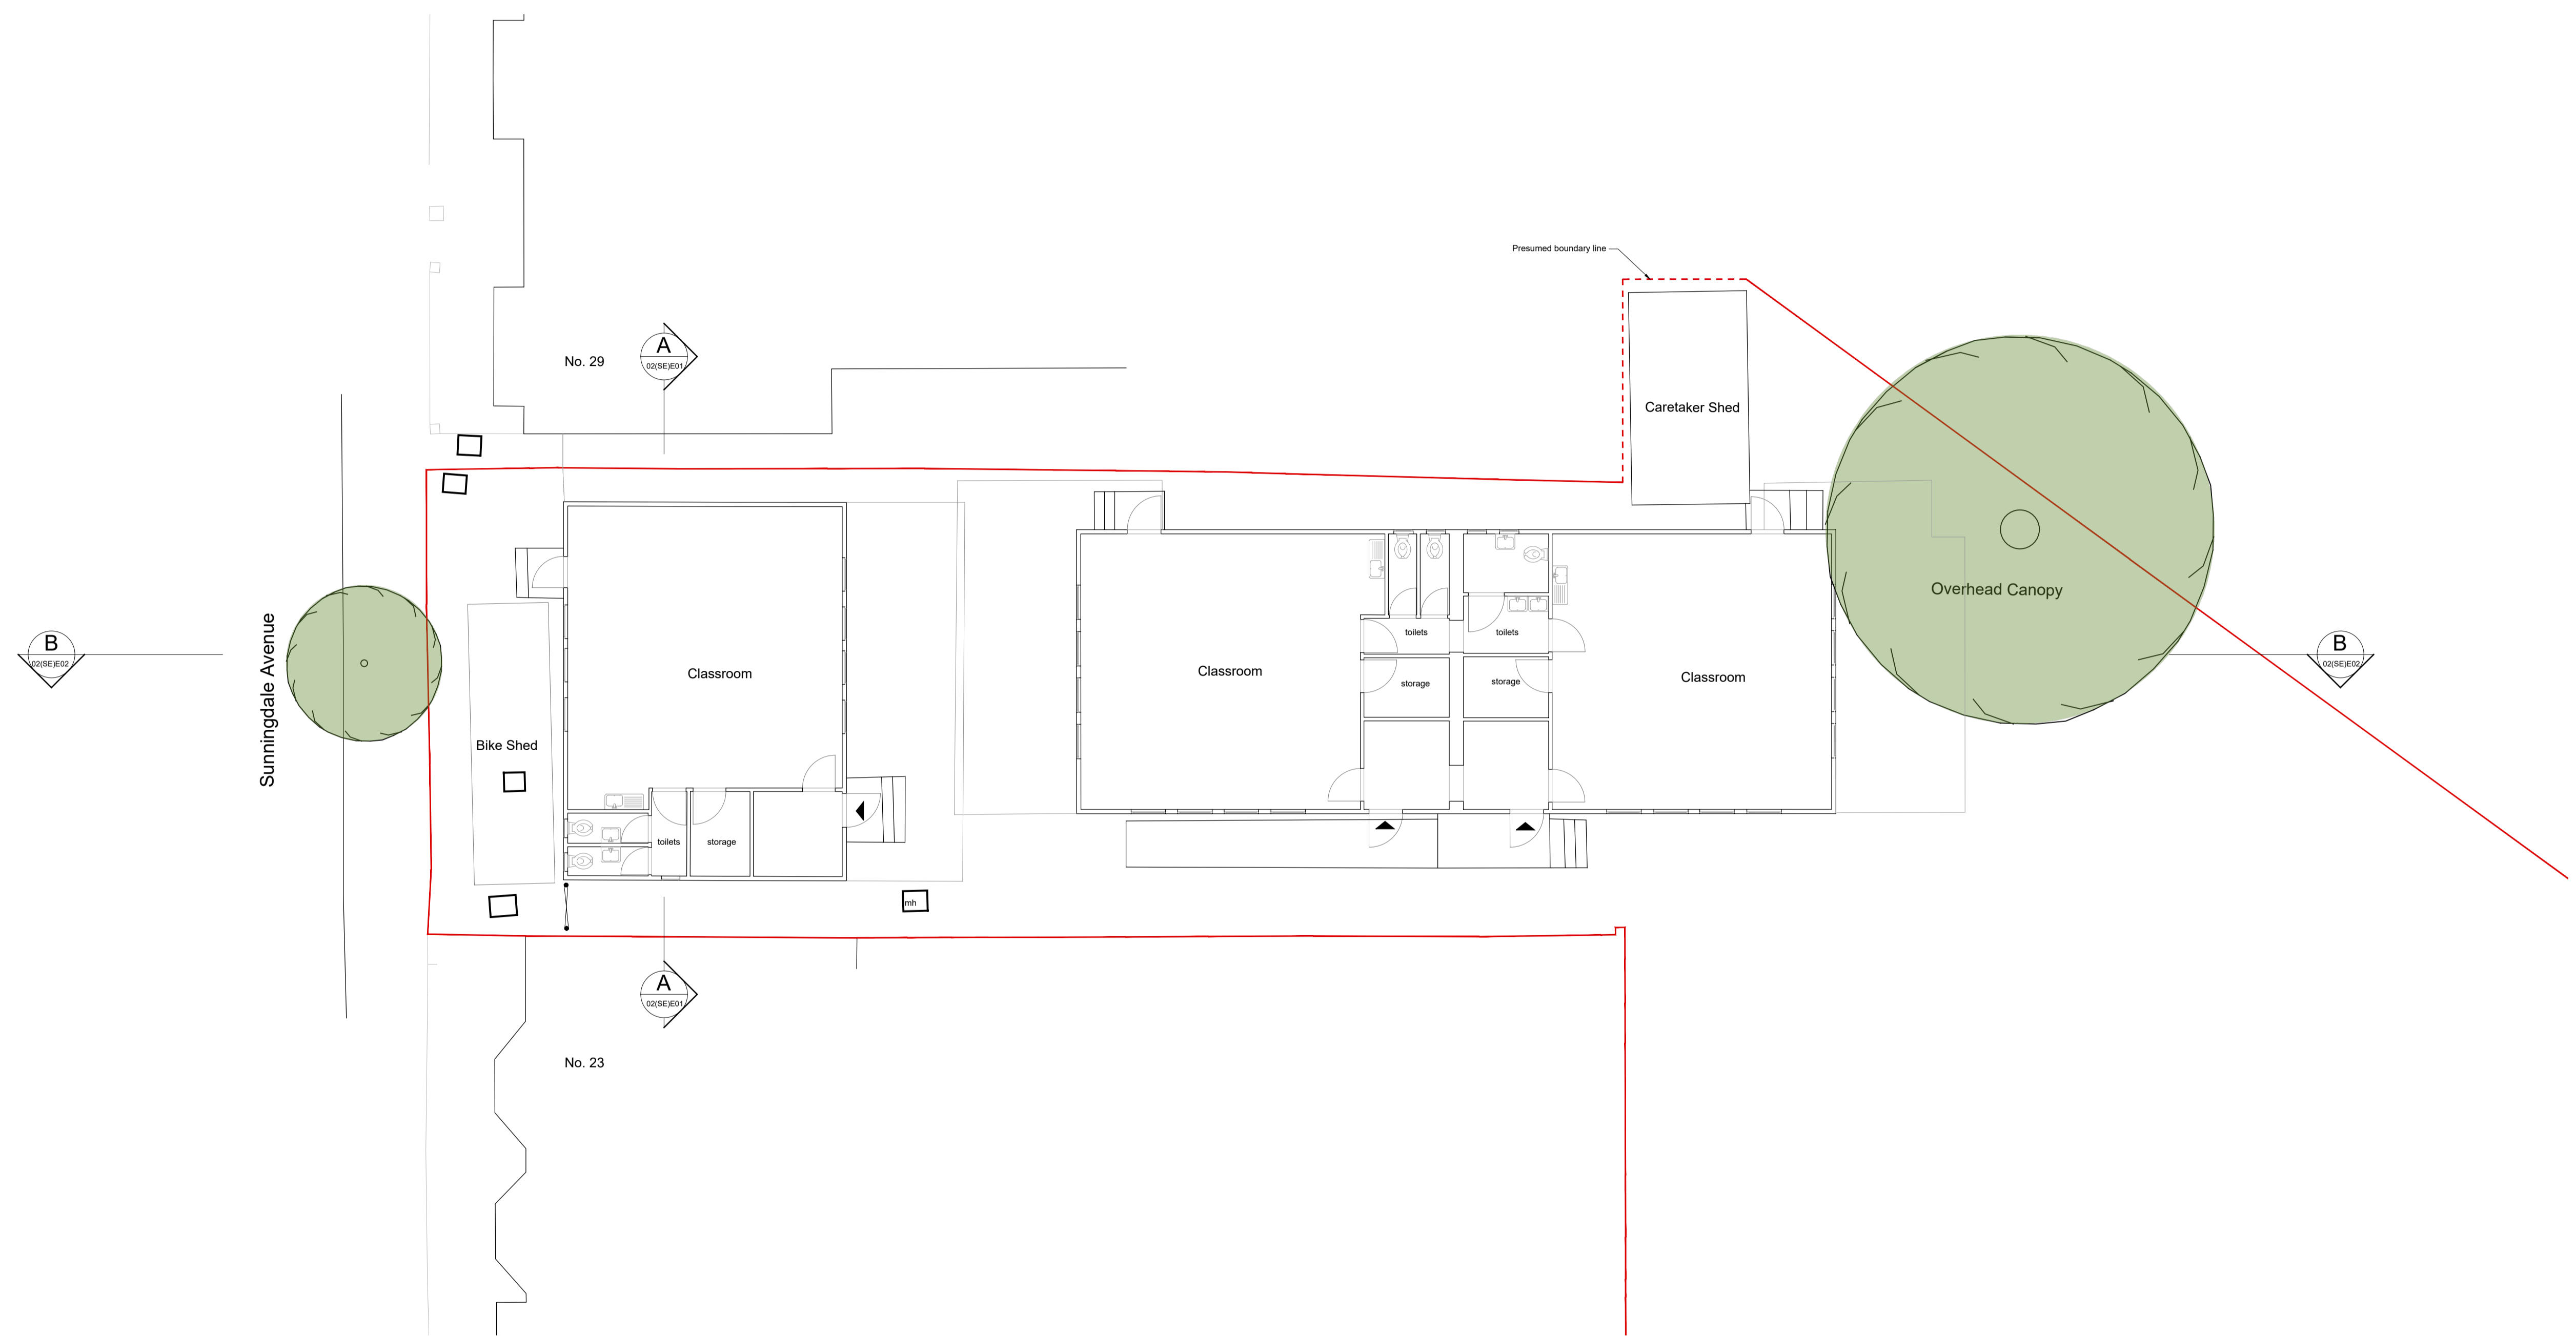 Presumed boundary line
A
02(SE)E01
No. 29
Caretaker Shed
Overhead Canopy
B
02(SE)E02
Sunningdale Avenue
B
02(SE)E02
Classroom
Classroom
toilets
toilets
storage
storage
Classroom
Bike Shed
toilets
storage
mh
A
02(SE)E01
No. 23